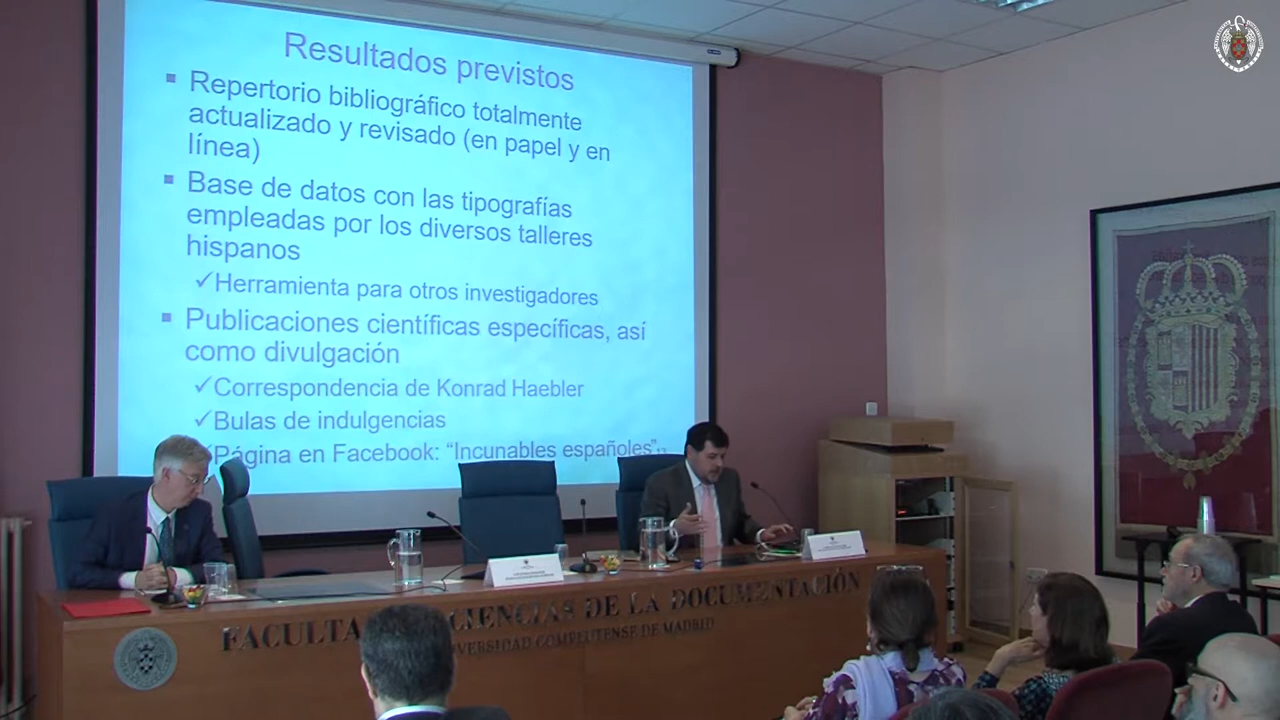 Resultados previstos
▪ Repertorio bibliográfico totalmente
actualizado y revisado (en papel y en
línea)
▪ Base de datos con las tipografías
empleadas por los diversos talleres
hispanos
✓Herramienta para otros investigadores
▪ Publicaciones científicas específicas, así
como divulgación
✓Correspondencia de Konrad Haebler
✓Bulas de indulgencias
✓Página en Facebook: “Incunables españoles”
FACULTA CIENCIAS DE LA DOCUMENTACIÓN
VERSIDAD COMPLUTENSE DE MADRID